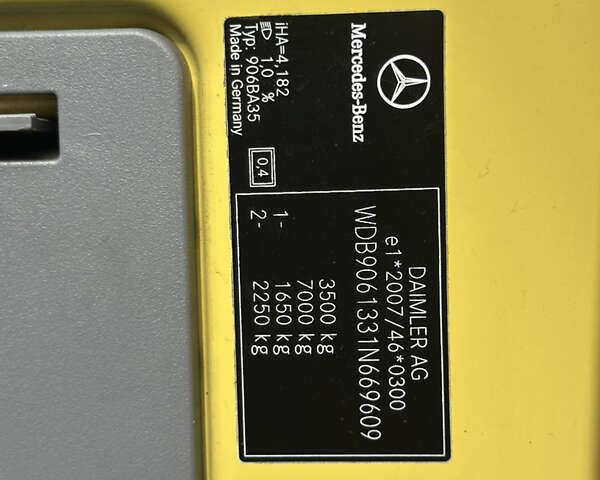 Mercedes-Benz
iHA=4,182
1,0 %
Typ: 906BA35
Made in Germany
0,4
DAIMLER AG
e1*2007/46*0300
WDB9061331N669609
3500 kg
7000 kg
1- 1650 kg
2- 2250 kg